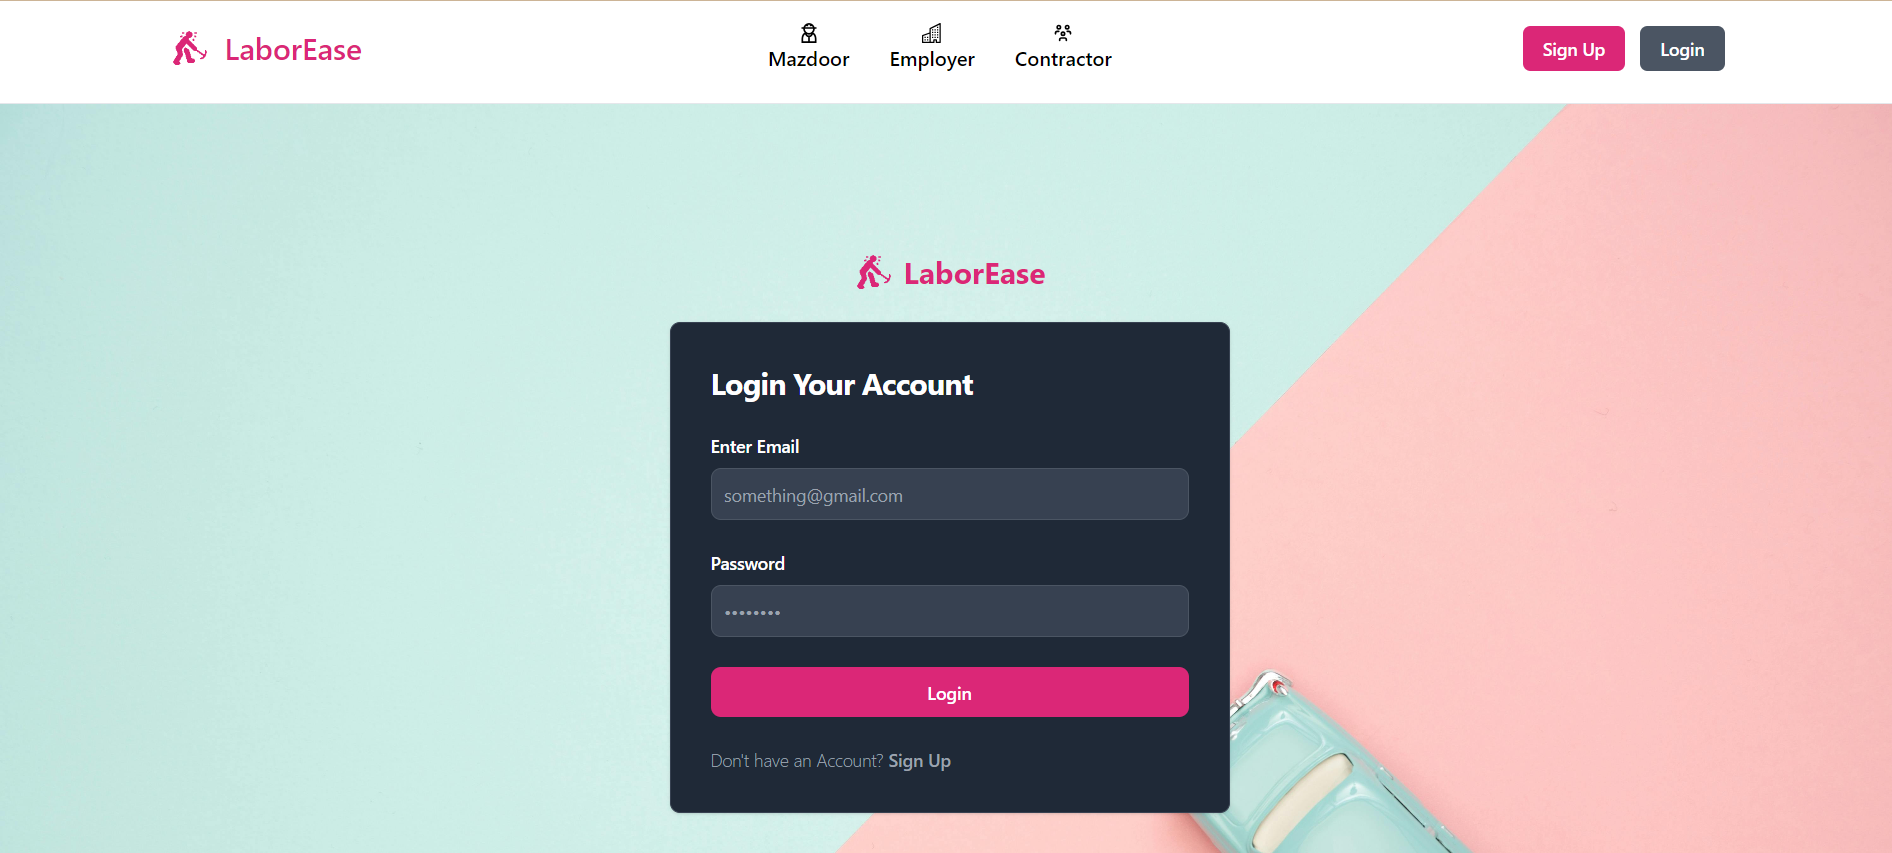 LaborEase
Mazdoor
Employer
Contractor
Sign Up
Login
LaborEase
Login Your Account
Enter Email
something@gmail.com
Password
••••••••
Login
Don't have an Account? Sign Up